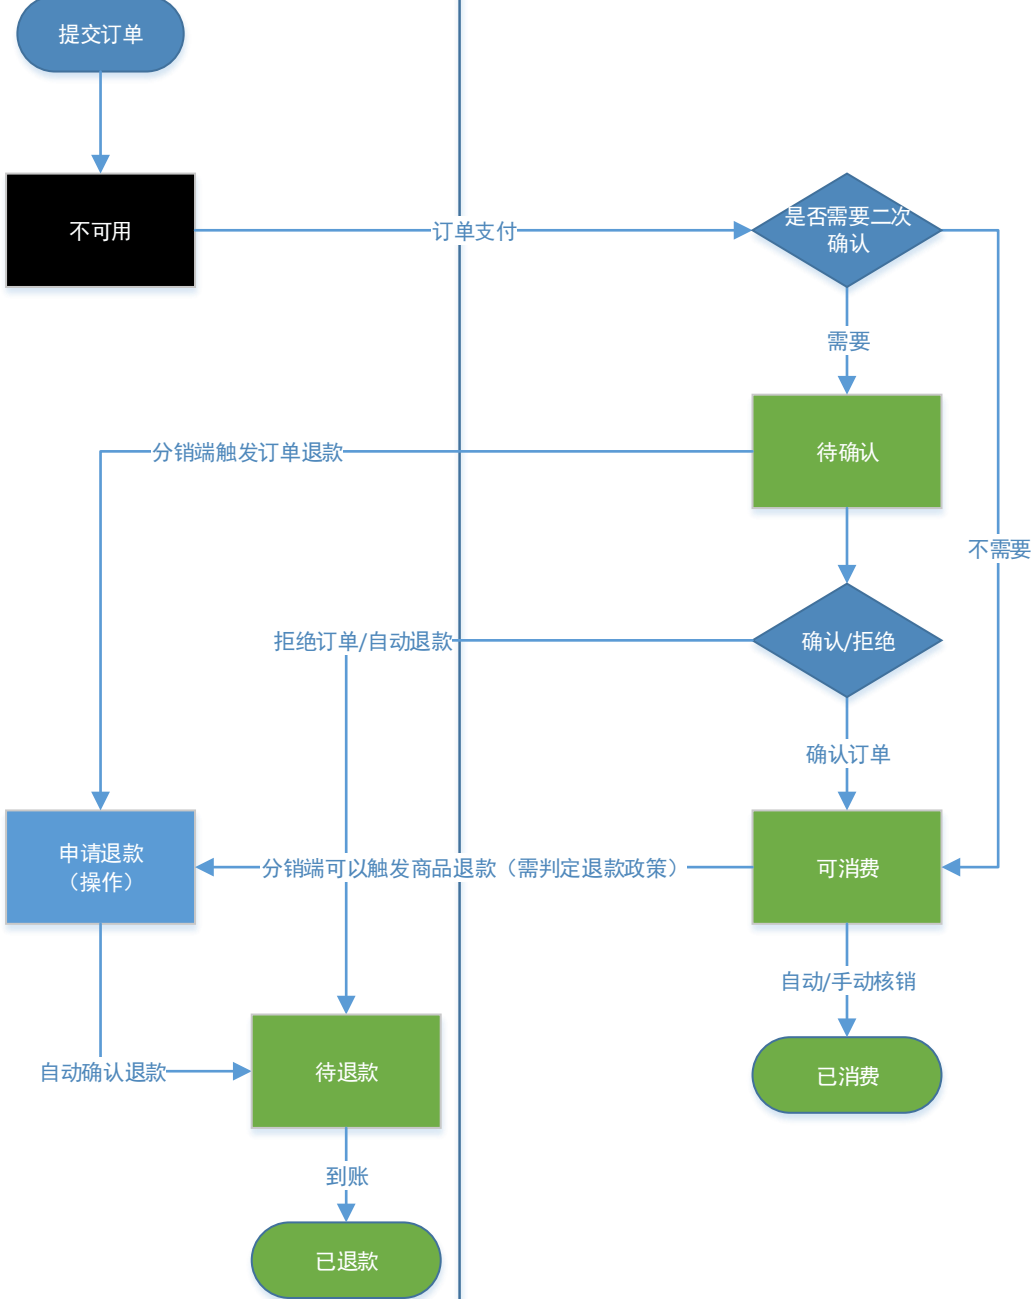 提交订单
不可用
订单支付
是否需要二次
确认
需要
分销端触发订单退款
待确认
不需要
拒绝订单/自动退款
确认/拒绝
确认订单
申请退款
（操作）
分销端可以触发商品退款（需判定退款政策）
可消费
自动/手动核销
自动确认退款
待退款
已消费
到账
已退款